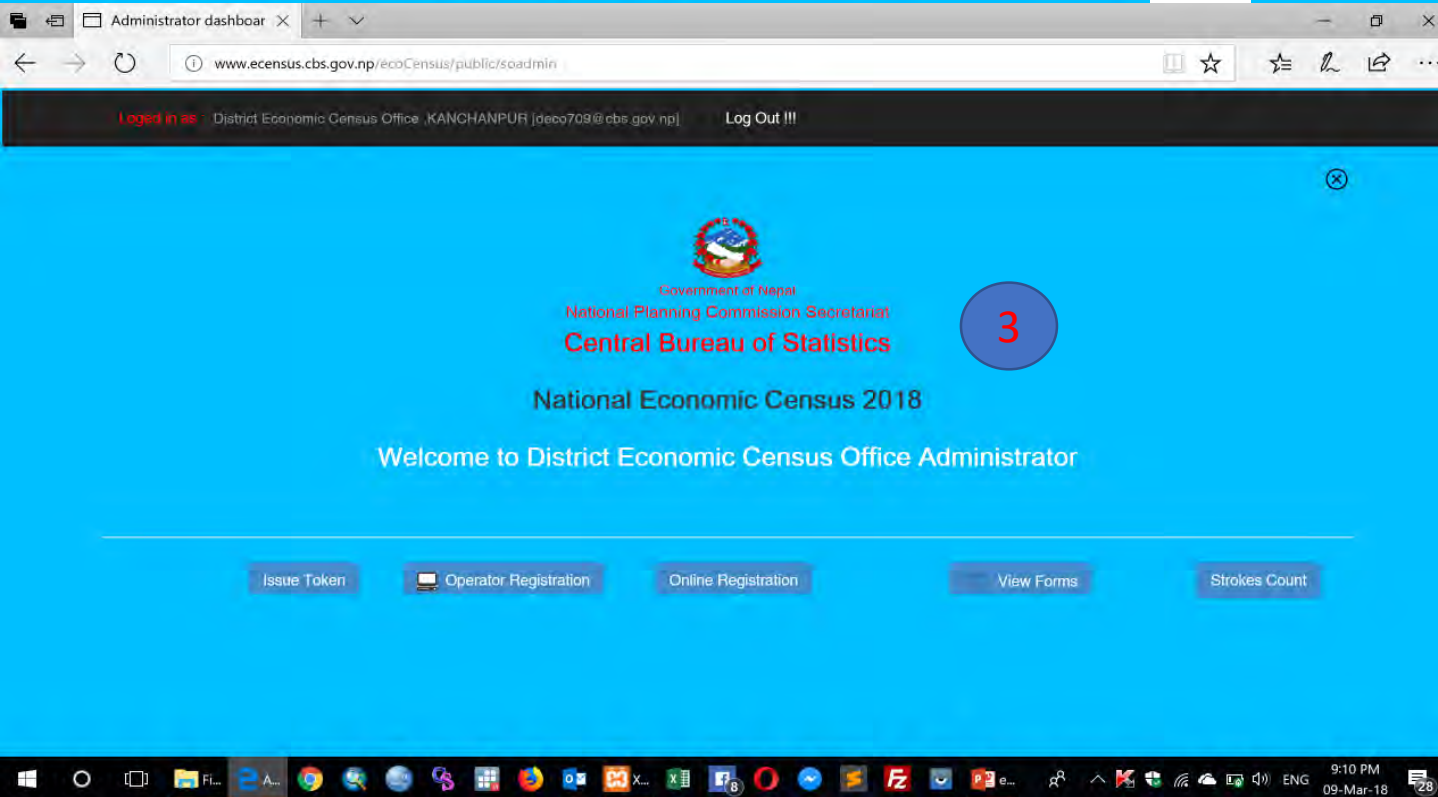 Administrator dashboar
www.ecensus.cbs.gov.np/ecoCensus/public/soadmin
Loged in as : District Economic Census Office ,KANCHANPUR [deco709@cbs.gov.np] Log Out !!!
Government of Nepal
National Planning Commission Secretariat
Central Bureau of Statistics
3
National Economic Census 2018
Welcome to District Economic Census Office Administrator
Issue Token Operator Registration Online Registration View Forms Strokes Count
Fi... A... X... 8 e... ENG 9:10 PM
09-Mar-18 28